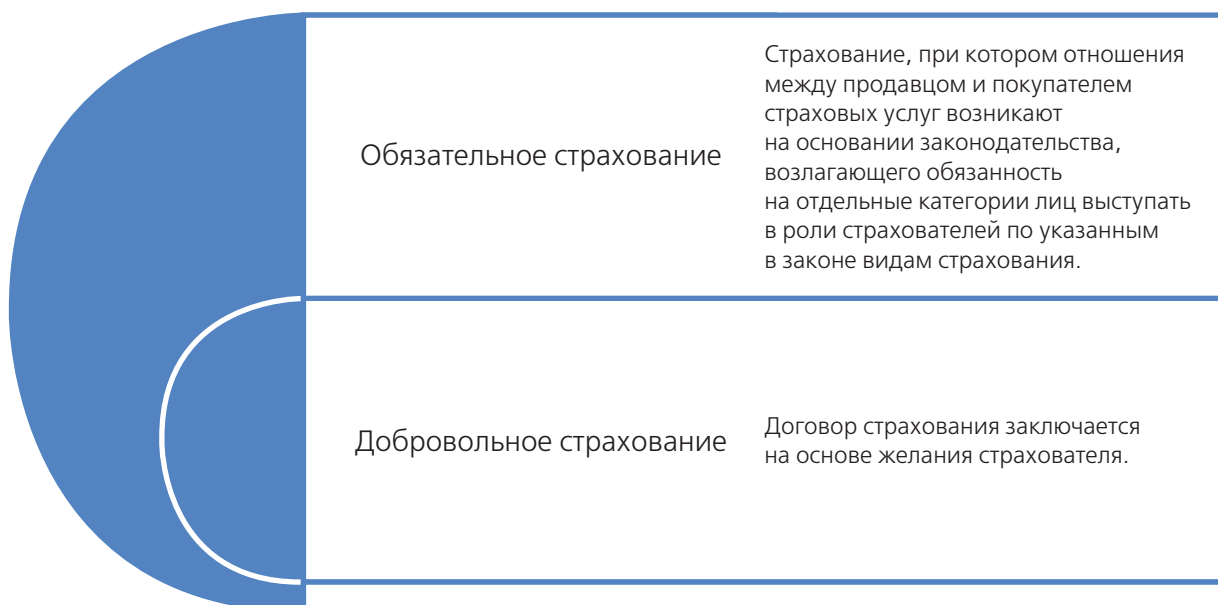 Обязательное страхование
Страхование, при котором отношения
между продавцом и покупателем
страховых услуг возникают
на основании законодательства,
возлагающего обязанность
на отдельные категории лиц выступать
в роли страхователей по указанным
в законе видам страхования.
Добровольное страхование
Договор страхования заключается
на основе желания страхователя.